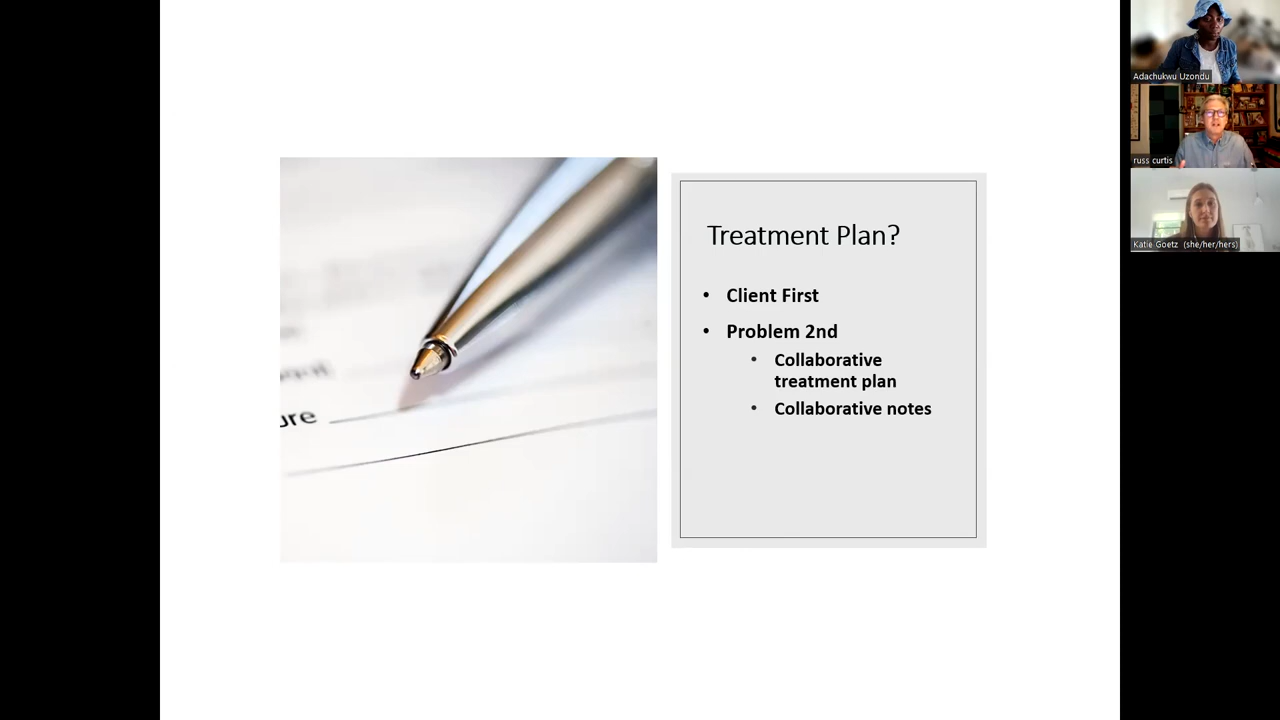 Treatment Plan?
• Client First
• Problem 2nd
• Collaborative
treatment plan
• Collaborative notes
ure
Adachukwu Uzondu
russ curtis
Katie Goetz (she/her/hers)